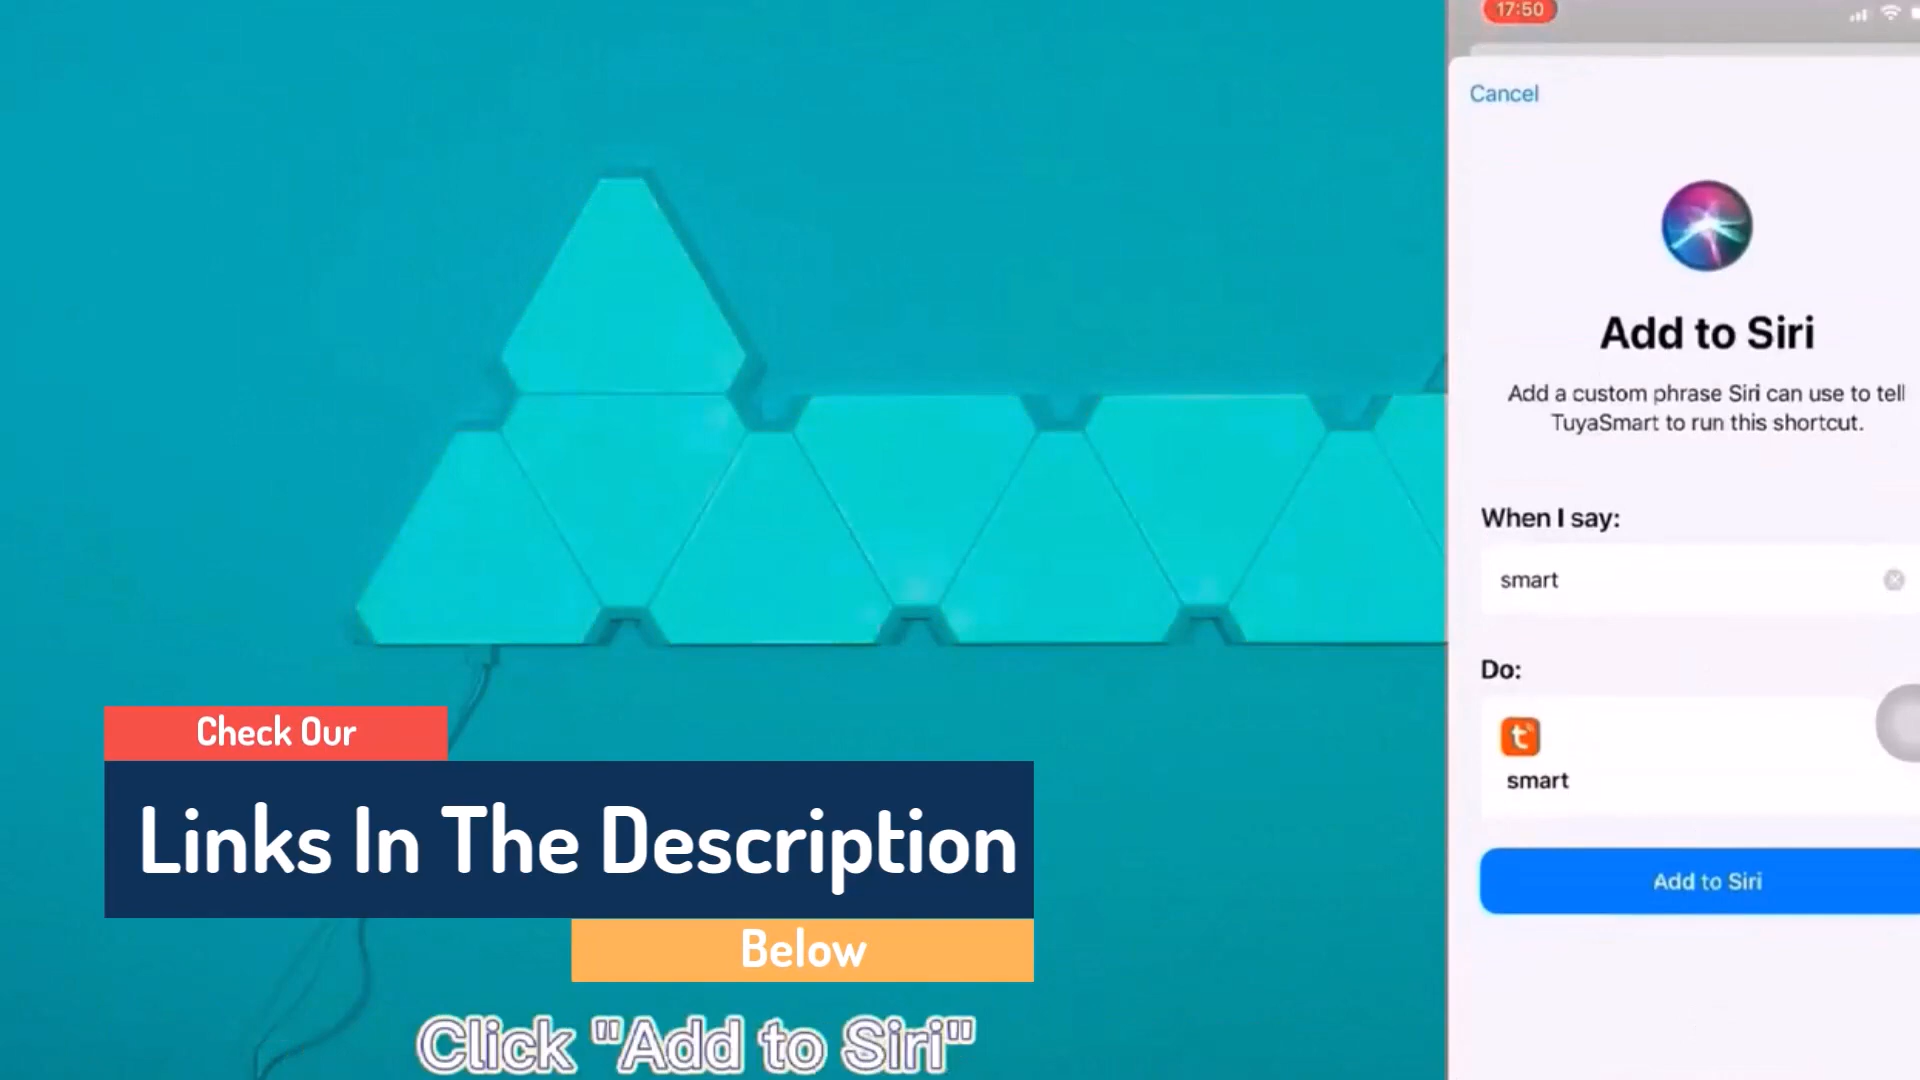 17:50
Cancel
Add to Siri
Add a custom phrase Siri can use to tell
TuyaSmart to run this shortcut.
When I say:
smart
Do:
t
smart
Add to Siri
Check Our
Links In The Description
Below
Click "Add to Siri"